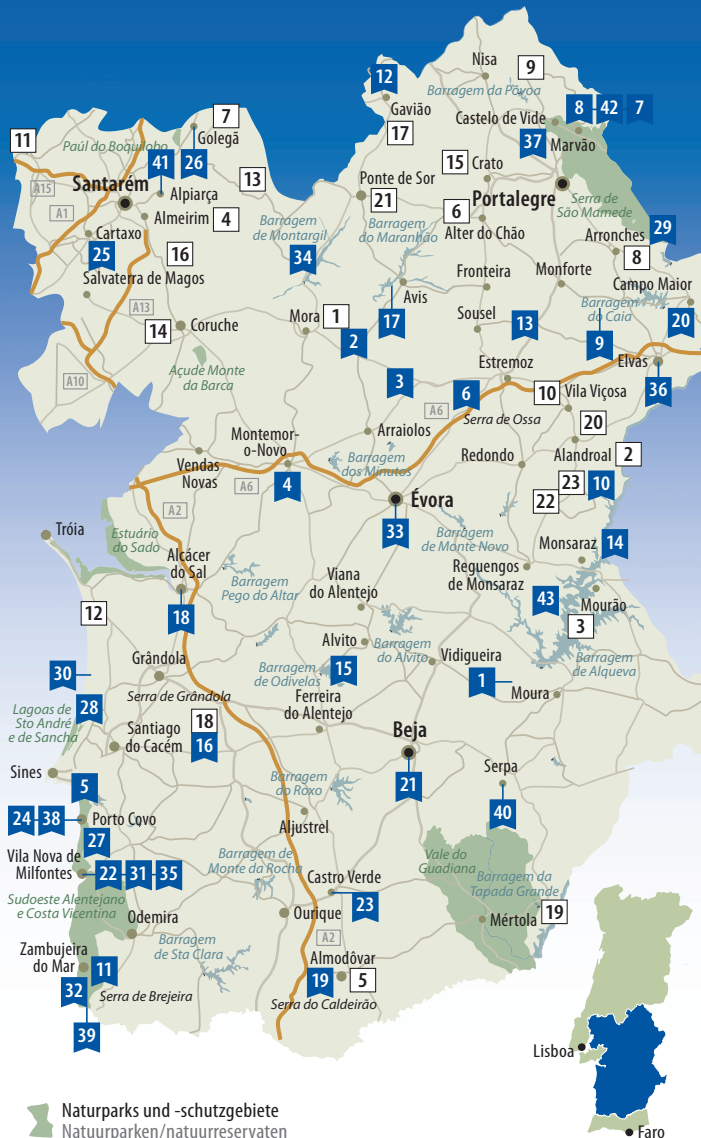 Nisa
9
12
Barragem da Póvoa
Gavião
7
Castelo de Vide
8 42 7
Golegã
17
11
Paúl do Boquilobo
37
Marvão
41
26
15
Crato
13
Ponte de Sor
A15
Santarém
Alpiarça
21
Portalegre
Almeirim
4
6
Serra de
São Mamede
A1
Barragem
de Montargil
Barragem
do Maranhão
Alter do Chão
29
Cartaxo
Arronches
16
25
34
8
Salvaterra de Magos
Fronteira
Monforte
Campo Maior
Avis
A13
Mora
1
Barragem
do Caia
14
Coruche
17
Sousel
13
20
2
9
Elvas
Açude Monte
da Barca
Estremoz
3
36
A10
6
10
Vila Viçosa
A6
Serra de Ossa
20
Arraiolos
Montemor-
o-Novo
Alandroal
2
Vendas
Novas
Barragem
dos Minutos
Redondo
23
10
A6
4
22
Évora
A2
Tróia
Estuário
do Sado
33
Barragem
de Monte Novo
Monsaraz
14
Alcácer
do Sal
Reguengos
de Monsaraz
Barragem
Pego do Altar
Viana
do Alentejo
43
Mourão
12
18
3
Alvito
Grândola
Barragem
do Alvito
Vidigueira
Barragem
de Alqueva
30
Barragem
de Odivelas
15
1
Serra de Grândola
Moura
28
Lagoas de
Sto André
e de Sancha
18
Ferreira
do Alentejo
Santiago
do Cacém
16
Beja
Sines
Serpa
21
5
Barragem
do Roxo
40
24 38
Porto Covo
Aljustrel
27
Vila Nova de
Milfontes
22 31 35
Barragem de
Monte da Rocha
Vale do
Guadiana
Castro Verde
Barragem da
Tapada Grande
Sudoeste Alentejano
e Costa Vicentina
23
Odemira
Ourique
19
Mértola
Zambujeira
do Mar
Barragem
de Sta Clara
A2
Almodôvar
11
19
5
32
Serra de Brejeira
Serra do Caldeirão
39
Lisboa
Naturparks und -schutzgebiete
Natuurparken/natuurreservaten
Faro